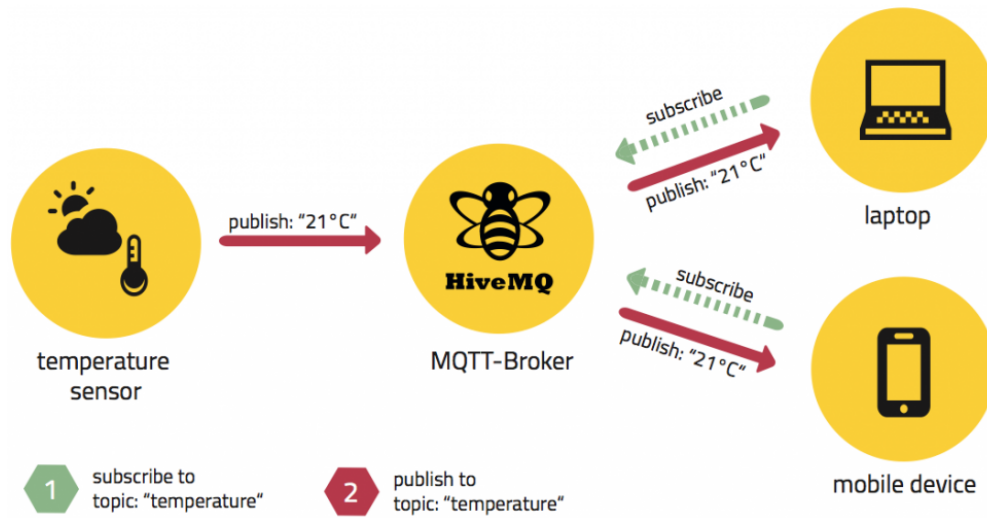 subscribe
publish: “21°C“
laptop
publish: “21°C“
HiveMQ
temperature
sensor
MQTT-Broker
subscribe
publish: “21°C“
mobile device
1
subscribe to
topic: “temperature“
2
publish to
topic: “temperature“